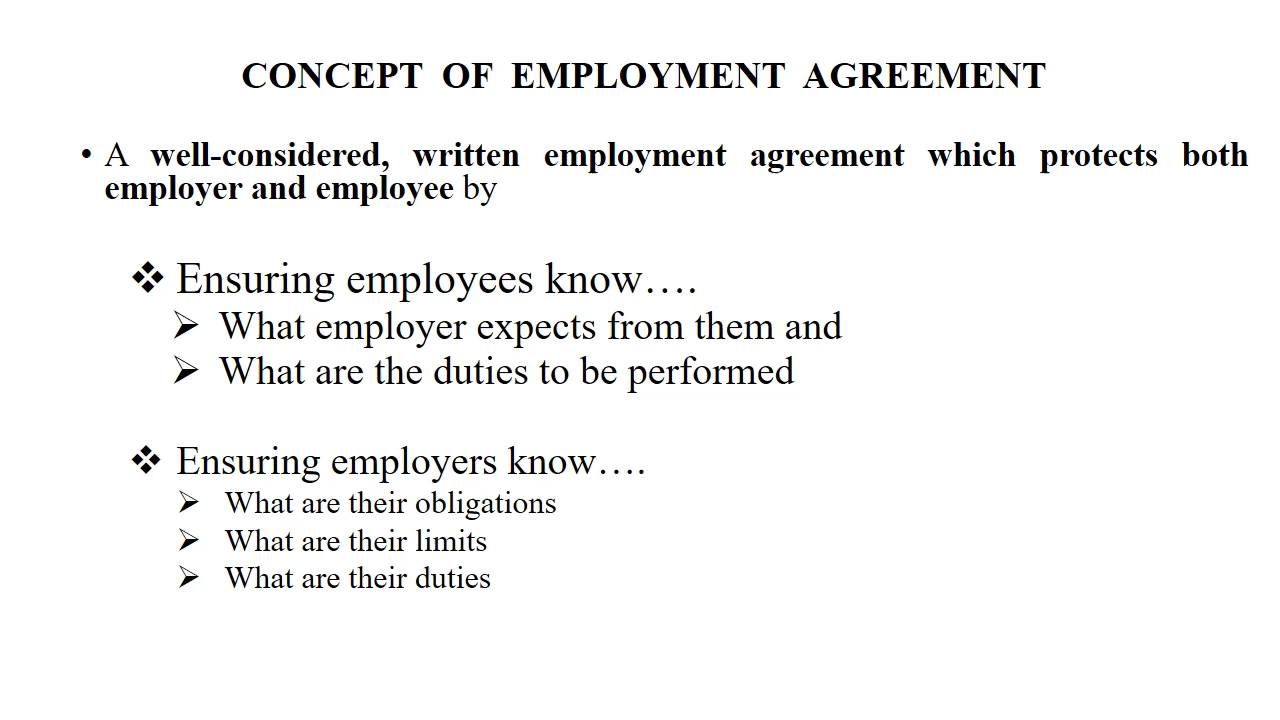 CONCEPT OF EMPLOYMENT AGREEMENT
• A well-considered, written employment agreement which protects both
employer and employee by
❖ Ensuring employees know….
➢ What employer expects from them and
➢ What are the duties to be performed
❖ Ensuring employers know….
➢ What are their obligations
➢ What are their limits
➢ What are their duties